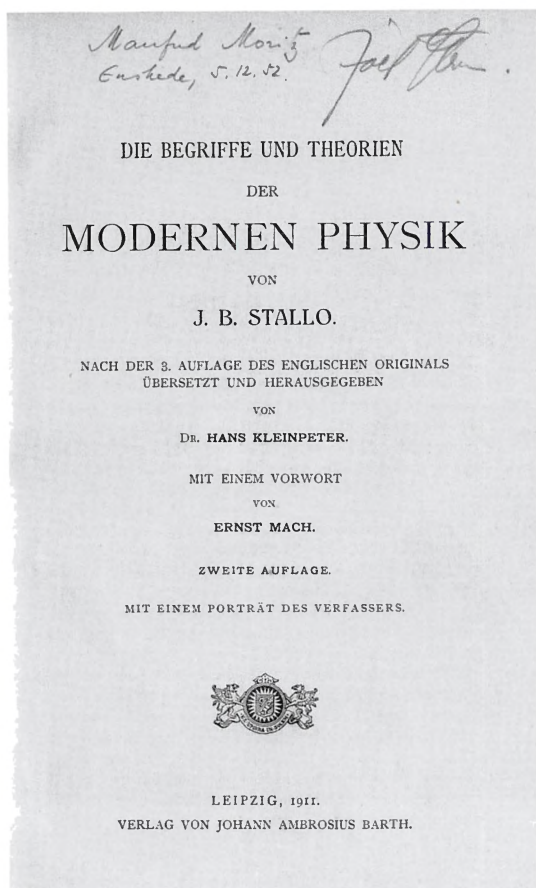 Manfred Moritz
Enskede, 5.12.52.
DIE BEGRIFFE UND THEORIEN
DER
MODERNEN PHYSIK
VON
J. B. STALLO.
NACH DER 3. AUFLAGE DES ENGLISCHEN ORIGINALS
ÜBERSETZT UND HERAUSGEGEBEN
VON
DR. HANS KLEINPETER.
MIT EINEM VORWORT
VON
ERNST MACH.
ZWEITE AUFLAGE.
MIT EINEM PORTRÄT DES VERFASSERS.
LEIPZIG, 1911.
VERLAG VON JOHANN AMBROSIUS BARTH.